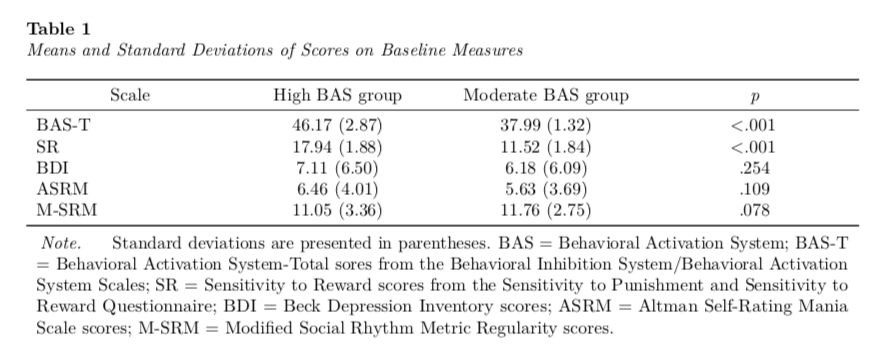 Table 1
Means and Standard Deviations of Scores on Baseline Measures
Scale High BAS group Moderate BAS group p
BAS-T 46.17 (2.87) 37.99 (1.32) <.001
SR 17.94 (1.88) 11.52 (1.84) <.001
BDI 7.11 (6.50) 6.18 (6.09) .254
ASRM 6.46 (4.01) 5.63 (3.69) .109
M-SRM 11.05 (3.36) 11.76 (2.75) .078
Note. Standard deviations are presented in parentheses. BAS = Behavioral Activation System; BAS-T
= Behavioral Activation System-Total sores from the Behavioral Inhibition System/Behavioral Activation
System Scales; SR = Sensitivity to Reward scores from the Sensitivity to Punishment and Sensitivity to
Reward Questionnaire; BDI = Beck Depression Inventory scores; ASRM = Altman Self-Rating Mania
Scale scores; M-SRM = Modified Social Rhythm Metric Regularity scores.